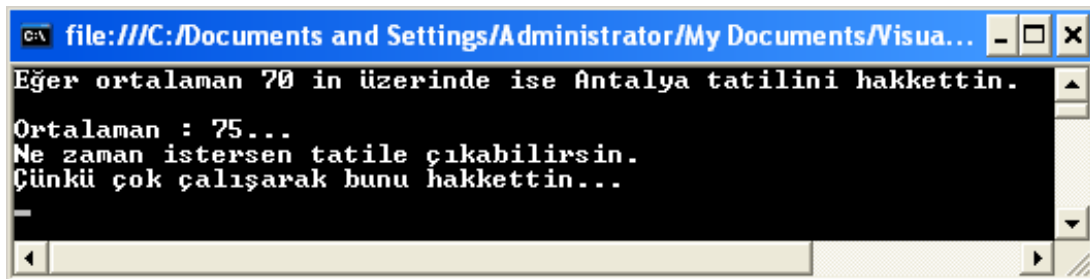 file:///C:/Documents and Settings/Administrator/My Documents/Visua...
Eğer ortalaman 70 in üzerinde ise Antalya tatilini hakkettin.
Ortalaman : 75...
Ne zaman istersen tatile çıkabilirsin.
Çünkü çok çalışarak bunu hakkettin...